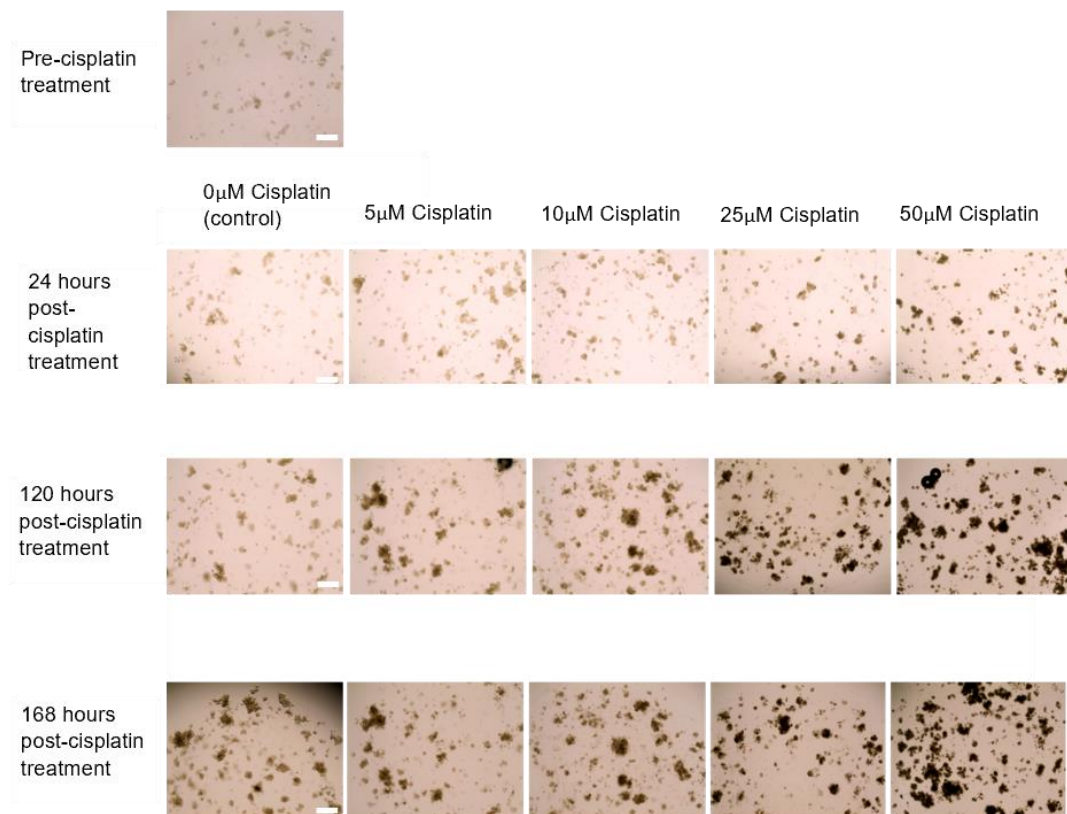 Pre-cisplatin
treatment
0μM Cisplatin
(control)
5μM Cisplatin
10μM Cisplatin
25μM Cisplatin
50μM Cisplatin
24 hours
post-
cisplatin
treatment
120 hours
post-cisplatin
treatment
168 hours
post-cisplatin
treatment